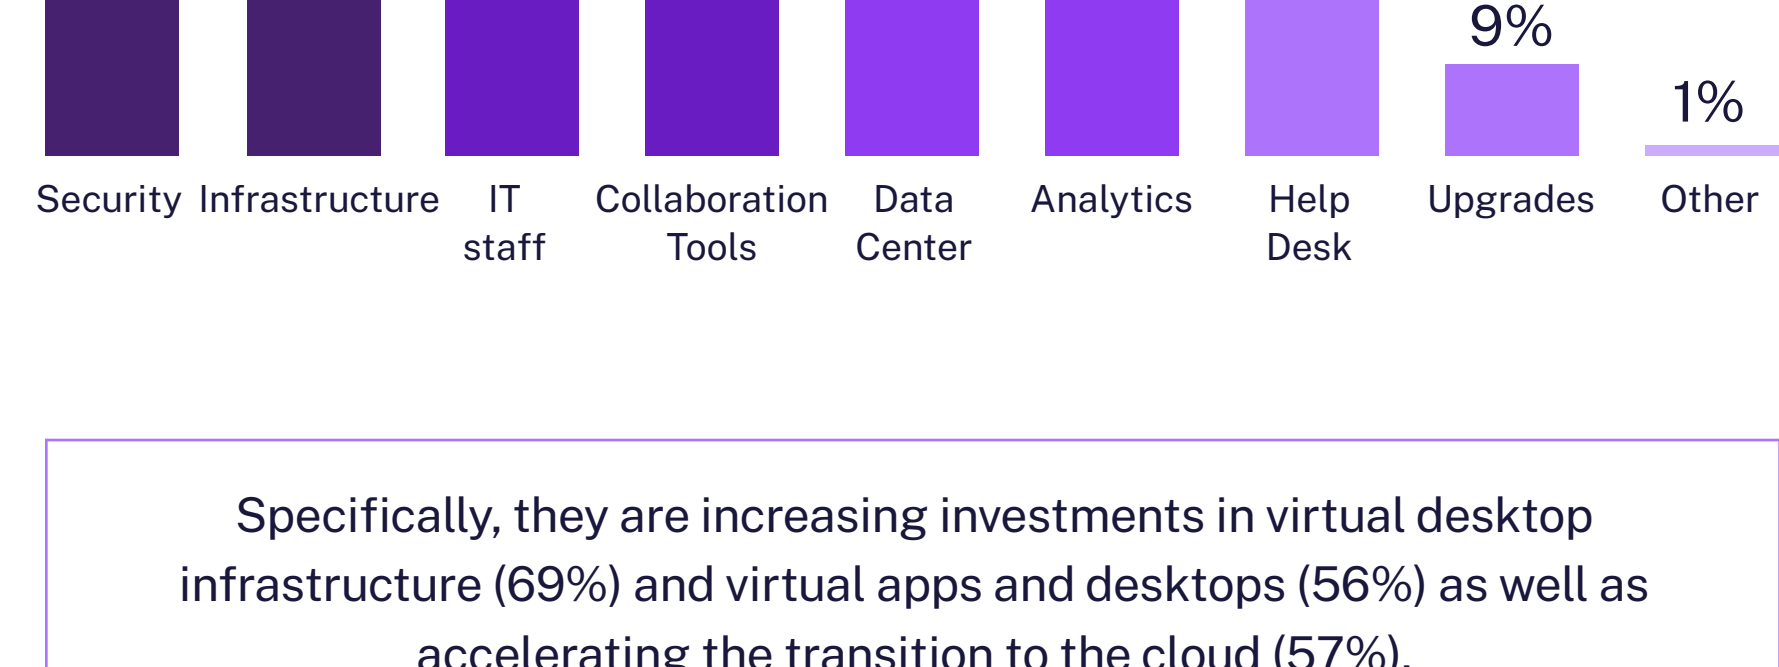 9%
1%
Security Infrastructure IT staff Collaboration Tools Data Center Analytics Help Desk Upgrades Other
Specifically, they are increasing investments in virtual desktop
infrastructure (69%) and virtual apps and desktops (56%) as well as
accelerating the transition to the cloud (57%).